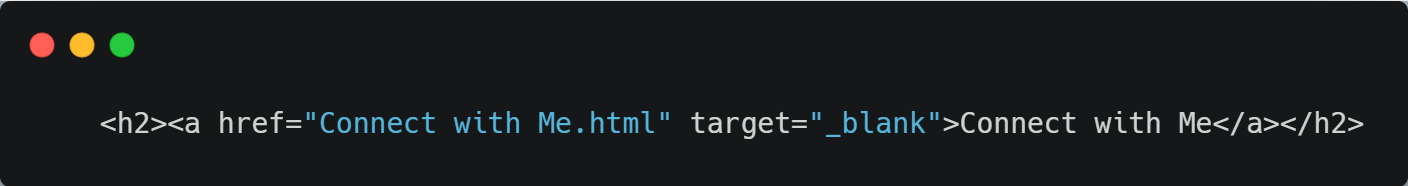 <h2><a href="Connect with Me.html" target="_blank">Connect with Me</a></h2>